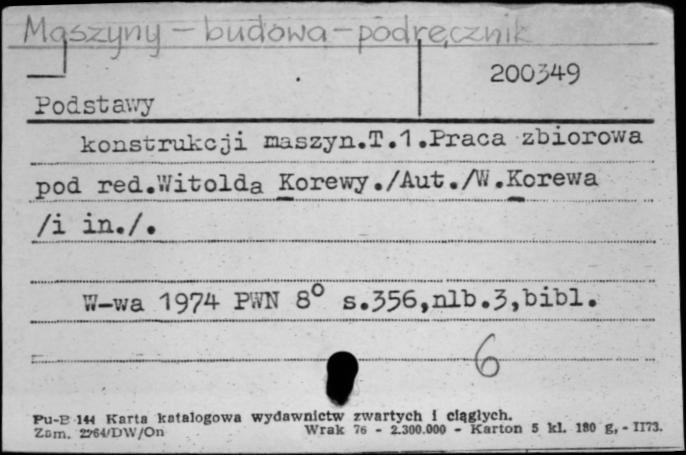 Maszyny - budowa - podręcznik
200349
Podstawy
konstrukcji maszyn.T.1.Praca zbiorowa
pod red.Witolda Korewy./Aut./W.Korewa
/i in./.
W-wa 1974 PWN 8° s.356,nlb.3,bibl.
6
Pu-B 144 Karta katalogowa wydawnictw zwartych i ciągłych.
Zam. 2264/DW/On Wrak 76 - 2.300.000 - Karton 5 kl. 180 g, - II73.